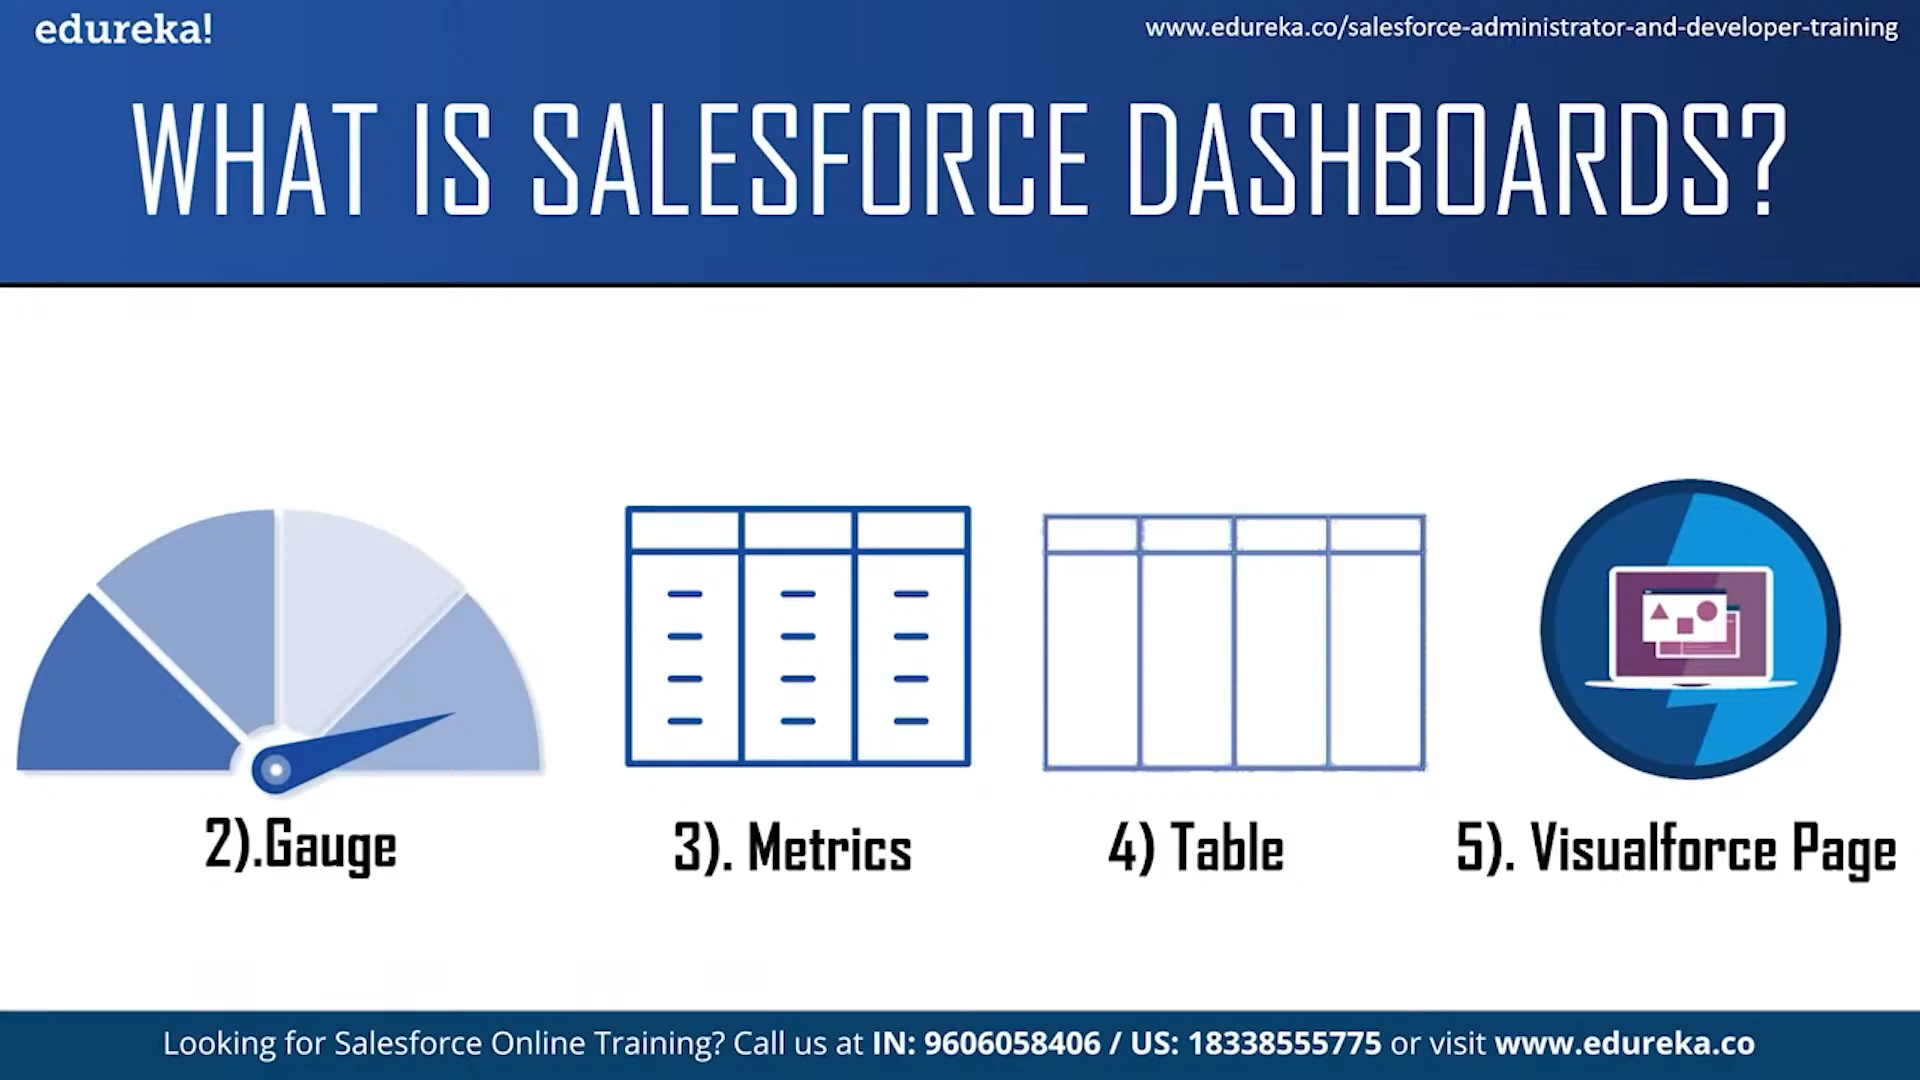 edureka!
www.edureka.co/salesforce-administrator-and-developer-training
WHAT IS SALESFORCE DASHBOARDS?
2).Gauge
3). Metrics
4) Table
5). Visualforce Page
Looking for Salesforce Online Training? Call us at IN: 9606058406 / US: 18338555775 or visit www.edureka.co